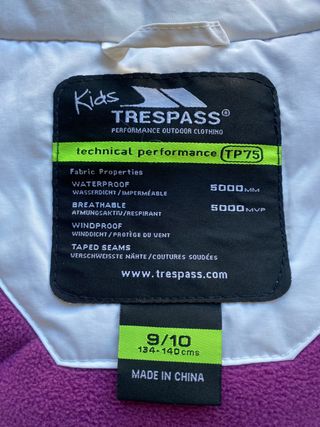 Kids
TRESPASS®
PERFORMANCE OUTDOOR CLOTHING
technical performance TP75
Fabric Properties
WATERPROOF 5000MM
WASSERDICHT/IMPERMÉABLE
BREATHABLE 5000MVP
ATMUNGSAKTIV/RESPIRANT
WINDPROOF
WINDDICHT/PROTÈGE DU VENT
TAPED SEAMS
VERSCHWEISSTE NÄHTE/COUTURES SOUDÉES
www.trespass.com
9/10
134-140cms
MADE IN CHINA